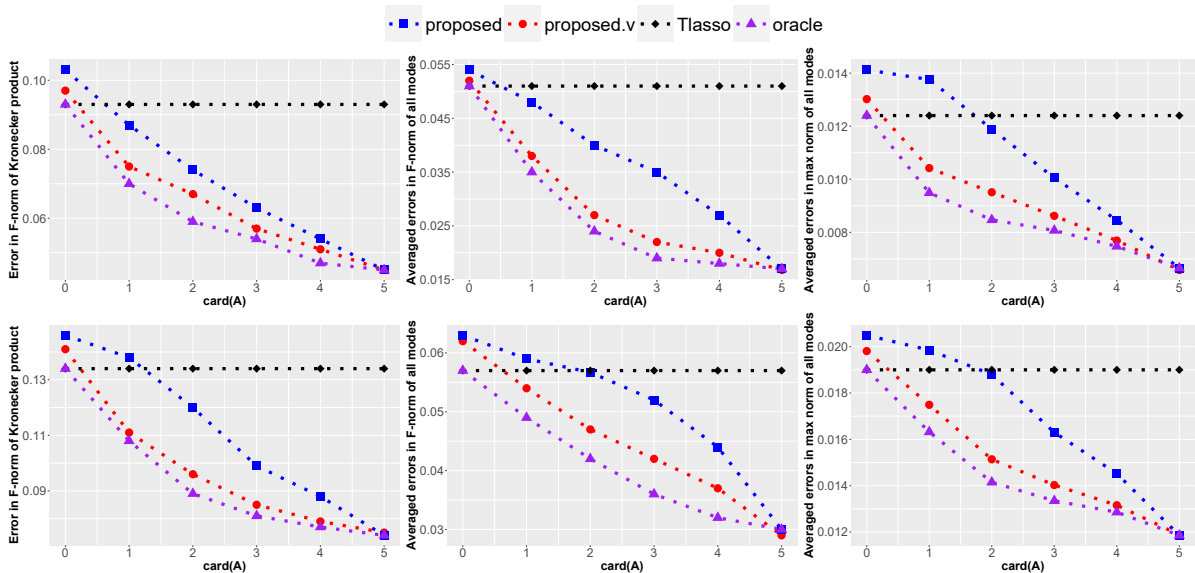 proposed proposed.v Tlasso oracle
Error in F-norm of Kronecker product
0.10
0.08
0.06
0 1 2 3 4 5
card(A)
Averaged errors in F-norm of all modes
0.055
0.045
0.035
0.025
0.015
0 1 2 3 4 5
card(A)
Averaged errors in max norm of all modes
0.014
0.012
0.010
0.008
0 1 2 3 4 5
card(A)
Error in F-norm of Kronecker product
0.13
0.11
0.09
0 1 2 3 4 5
card(A)
Averaged errors in F-norm of all modes
0.06
0.05
0.04
0.03
0 1 2 3 4 5
card(A)
Averaged errors in max norm of all modes
0.020
0.018
0.016
0.014
0.012
0 1 2 3 4 5
card(A)